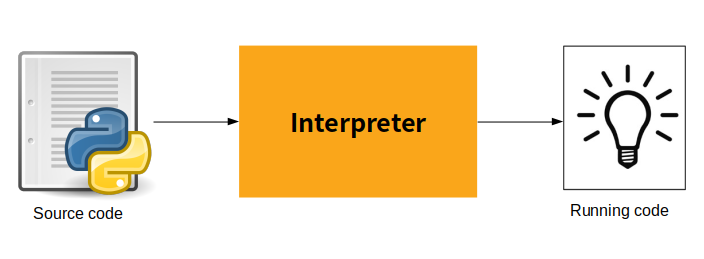 Interpreter
Source code
Running code